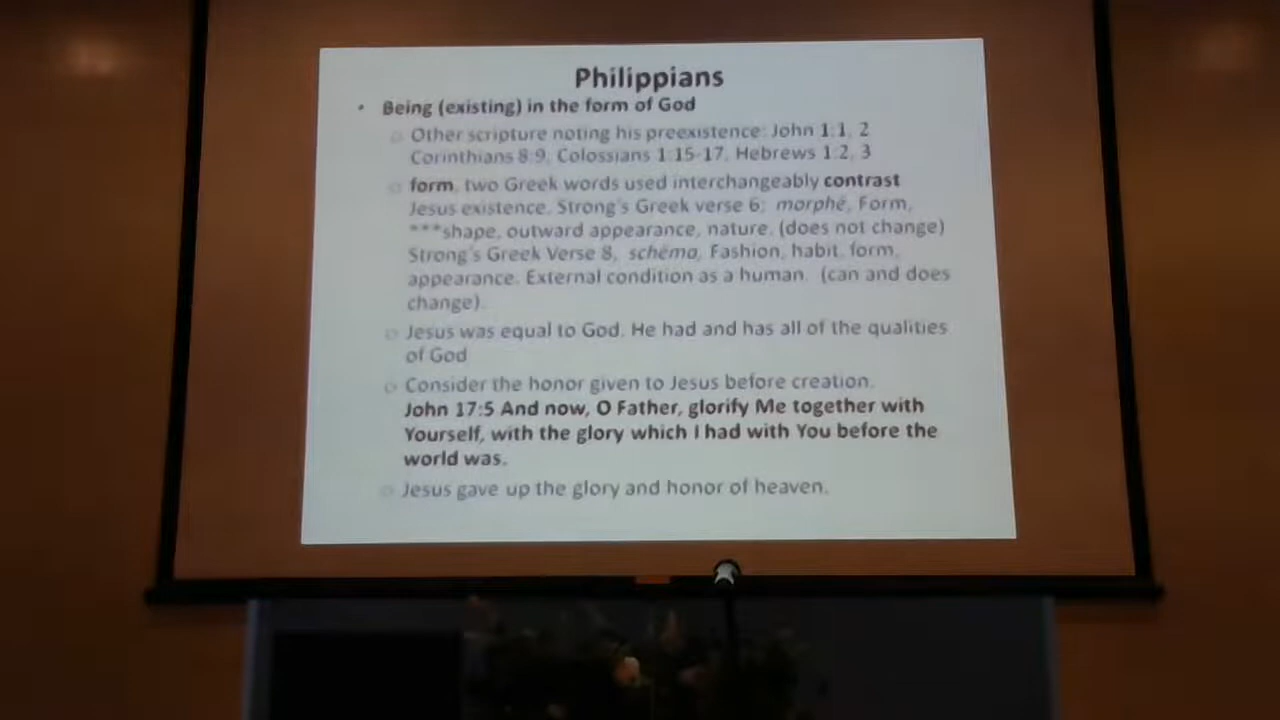 Philippians
• Being (existing) in the form of God
o Other scripture noting his preexistence: John 1:1, 2
Corinthians 8:9, Colossians 1:15-17, Hebrews 1:2, 3
o form, two Greek words used interchangeably contrast
Jesus existence. Strong's Greek verse 6; morphē, Form,
***shape, outward appearance, nature. (does not change)
Strong's Greek Verse 8, schēma, Fashion, habit, form,
appearance. External condition as a human. (can and does
change).
o Jesus was equal to God. He had and has all of the qualities
of God
o Consider the honor given to Jesus before creation.
John 17:5 And now, O Father, glorify Me together with
Yourself, with the glory which I had with You before the
world was.
o Jesus gave up the glory and honor of heaven.